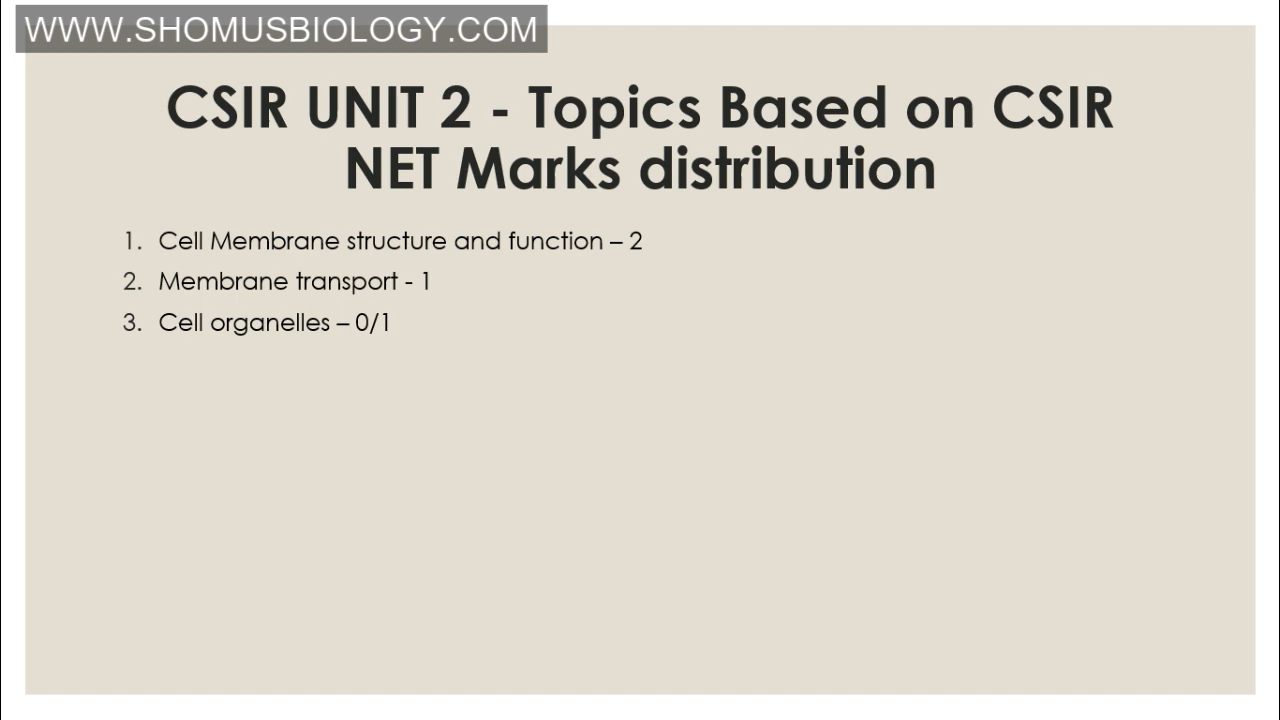 WWW.SHOMUSBIOLOGY.COM
CSIR UNIT 2 - Topics Based on CSIR
NET Marks distribution
1. Cell Membrane structure and function – 2
2. Membrane transport - 1
3. Cell organelles – 0/1